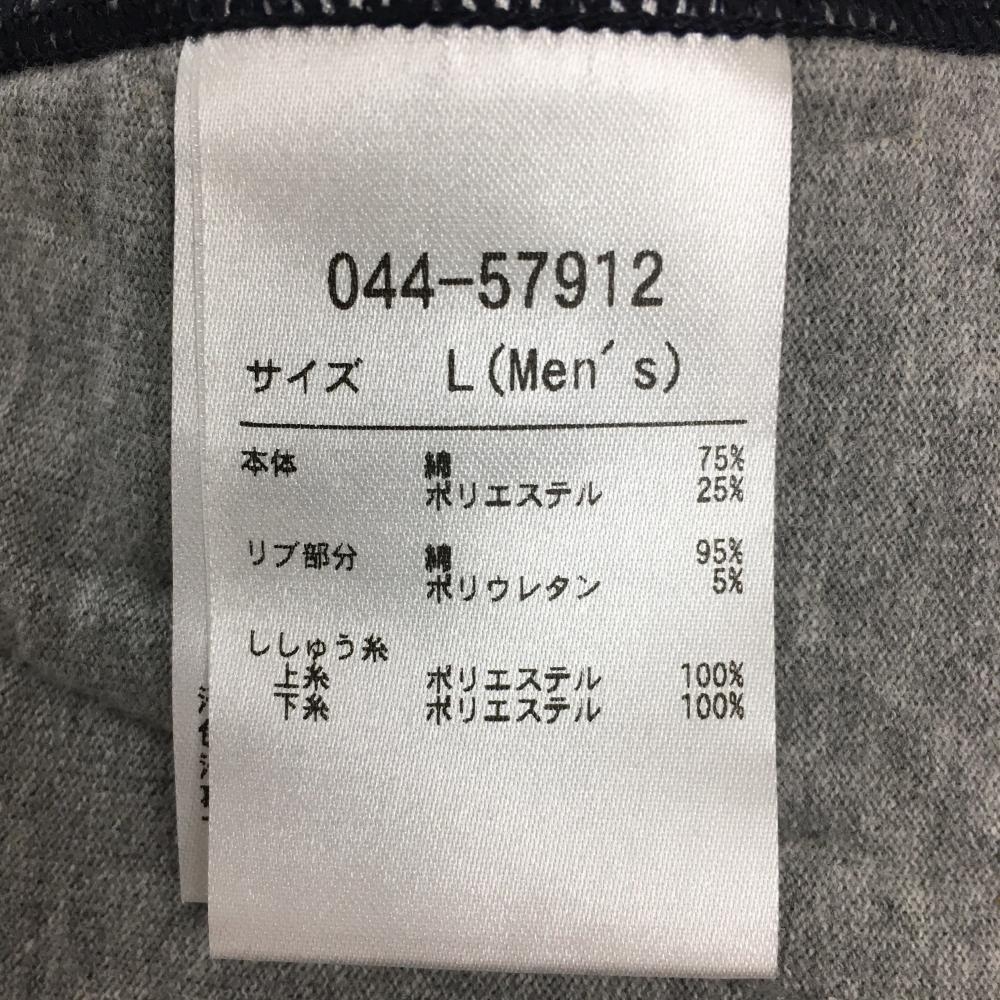 044-57912
サイズ L(Men's)
本体 綿 75%
ポリエステル 25%
リブ部分 綿 95%
ポリウレタン 5%
ししゅう糸
上糸 ポリエステル 100%
下糸 ポリエステル 100%